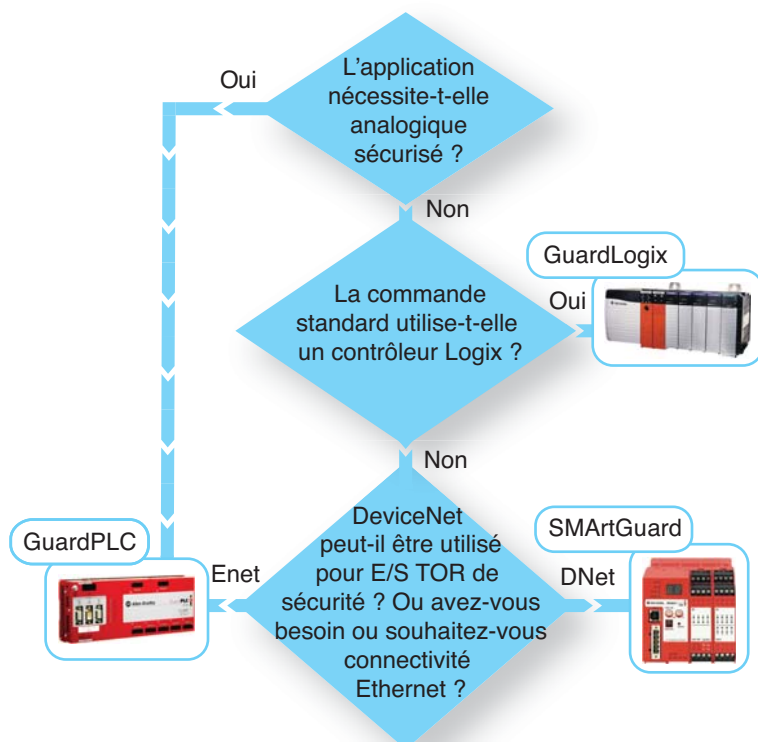 Oui
L'application
nécessite-t-elle
analogique
sécurisé ?
Non
GuardLogix
Oui
La commande
standard utilise-t-elle
un contrôleur Logix ?
Non
GuardPLC
SMArtGuard
DeviceNet
peut-il être utilisé
pour E/S TOR de
sécurité ? Ou avez-vous
besoin ou souhaitez-vous
connectivité
Ethernet ?
Enet
DNet